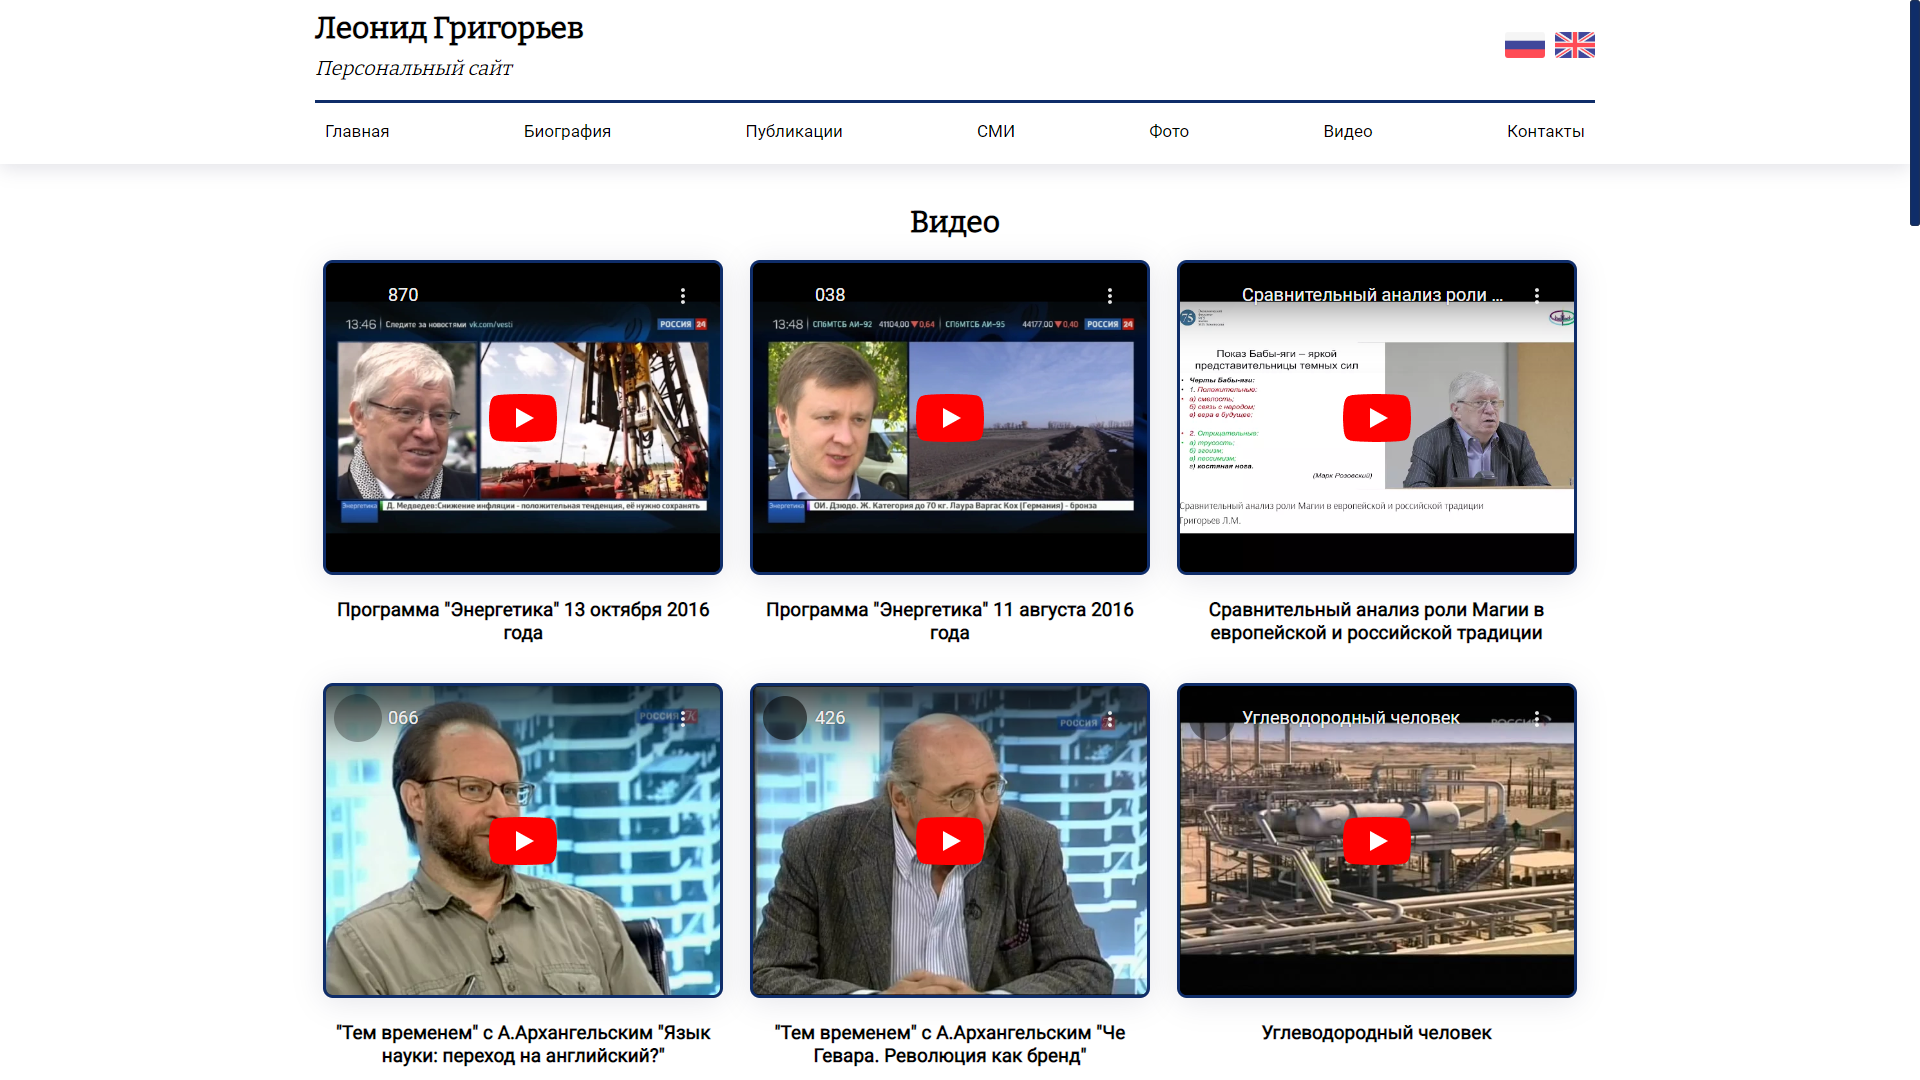 Леонид Григорьев
Персональный сайт
Главная
Биография
Публикации
СМИ
Фото
Видео
Контакты
Видео
870
13:46
Следите за новостями vk.com/vesti
РОССИЯ 24
Энергетика
Д. Медведев:Снижение инфляции - положительная тенденция, её нужно сохранять
038
13:48
СПбМТСБ АИ-92 41104,00 ▼0,64
СПбМТСБ АИ-95 44177,00 ▼0,40
РОССИЯ 24
Энергетика
ОИ. Дзюдо. Ж. Категория до 70 кг. Лаура Варгас Кох (Германия) - бронза
Сравнительный анализ роли ...
75
Показ Бабы-яги – яркой
представительницы темных сил
Черты Бабы-яги:
1. Положительные:
а) смелость;
б) связь с народом;
в) вера в будущее;
2. Отрицательные:
а) трусость;
б) эгоизм;
в) пессимизм;
г) костяная нога.
(Марк Розовский)
Сравнительный анализ роли Магии в европейской и российской традиции
Григорьев Л.М.
Программа "Энергетика" 13 октября 2016
года
Программа "Энергетика" 11 августа 2016
года
Сравнительный анализ роли Магии в
европейской и российской традиции
066
РОССИЯ К
426
РОССИЯ К
Углеводородный человек
РОССИЯ
"Тем временем" с А.Архангельским "Язык
науки: переход на английский?"
"Тем временем" с А.Архангельским "Че
Гевара. Революция как бренд"
Углеводородный человек